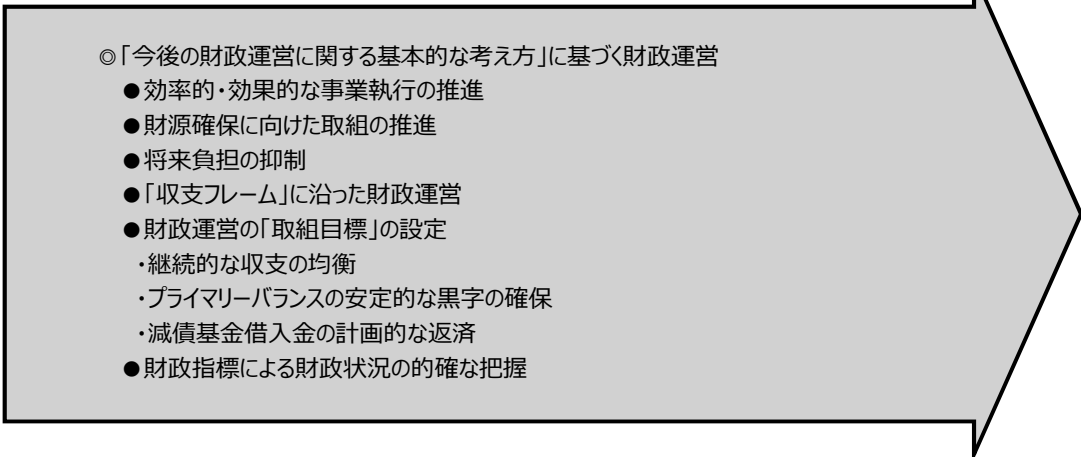 ◎「今後の財政運営に関する基本的な考え方」に基づく財政運営
●効率的・効果的な事業執行の推進
●財源確保に向けた取組の推進
●将来負担の抑制
●「収支フレーム」に沿った財政運営
●財政運営の「取組目標」の設定
・継続的な収支の均衡
・プライマリーバランスの安定的な黒字の確保
・減債基金借入金の計画的な返済
●財政指標による財政状況の的確な把握